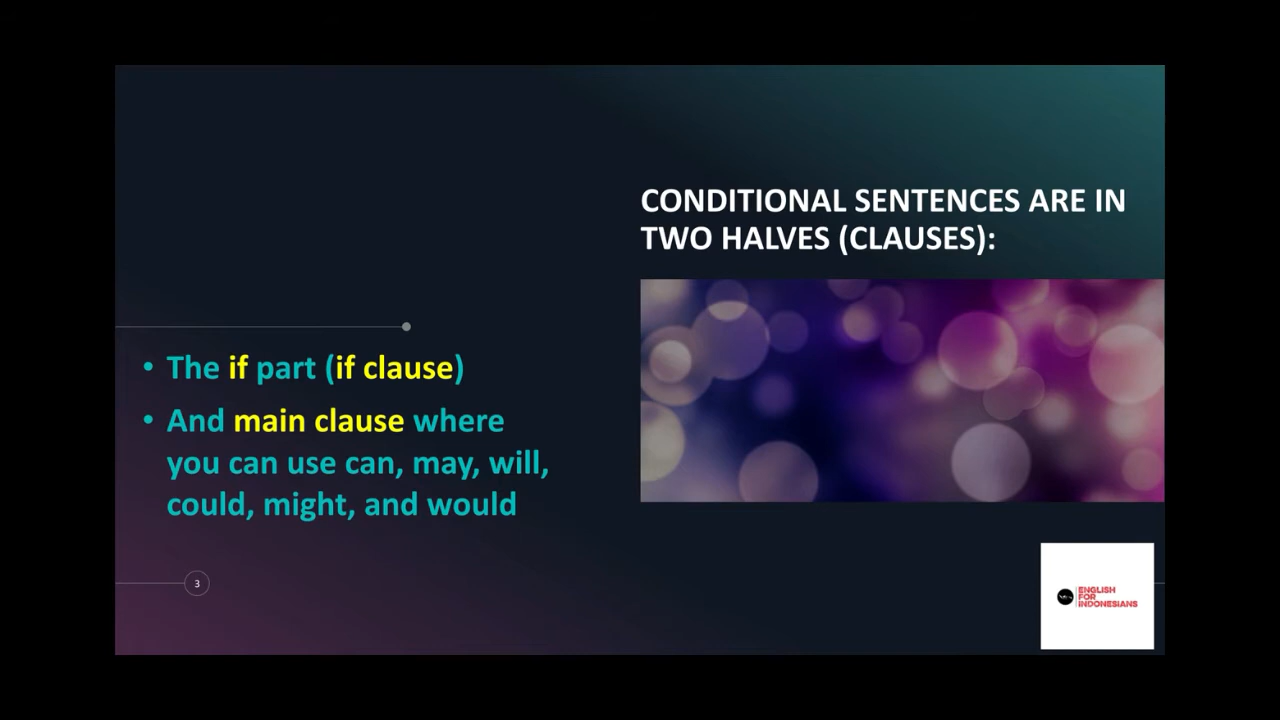 CONDITIONAL SENTENCES ARE IN
TWO HALVES (CLAUSES):
• The if part (if clause)
• And main clause where
you can use can, may, will,
could, might, and would
3
ENGLISH
FOR
INDONESIANS